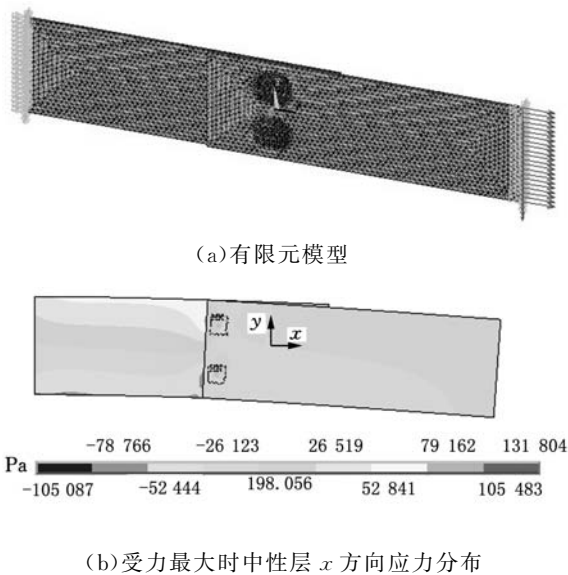 (a)有限元模型
y
x
-78 766 -26 123 26 519 79 162 131 804
Pa
-105 087 -52 444 198.056 52 841 105 483
(b)受力最大时中性层 x 方向应力分布